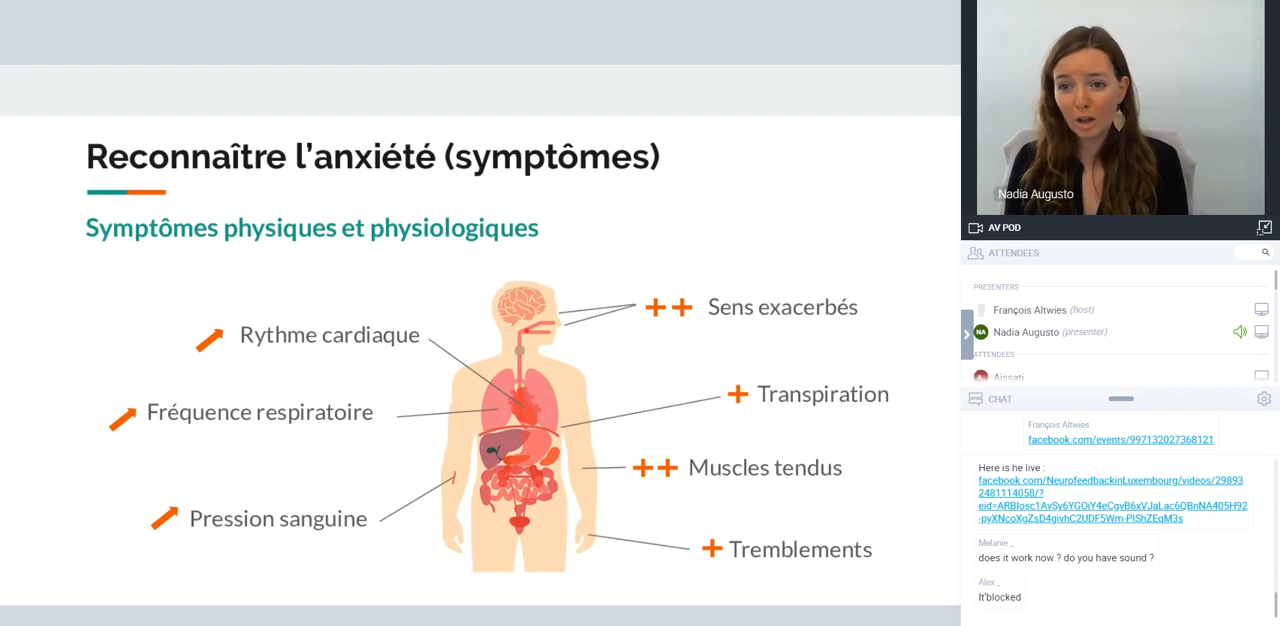 Reconnaître l’anxiété (symptômes)
Symptômes physiques et physiologiques
Rythme cardiaque
Fréquence respiratoire
Pression sanguine
++ Sens exacerbés
+ Transpiration
++ Muscles tendus
+ Tremblements
Nadia Augusto
AV POD
ATTENDEES
PRESENTERS
François Altwies (host)
NA Nadia Augusto (presenter)
ATTENDEES
Aissati
CHAT
François Altwies
facebook.com/events/997132027368121
Here is he live :
facebook.com/NeurofeedbackinLuxembourg/videos/29893
2481114058/?
eid=ARBIosc1AvSy6YGOiY4eCgvB6xVJaLac6QBnNA405H92
-pyXNcoXgZsD4givhC2UDF5Wm-PIShZEqM3s
Melanie _
does it work now ? do you have sound ?
Alex _
It'blocked